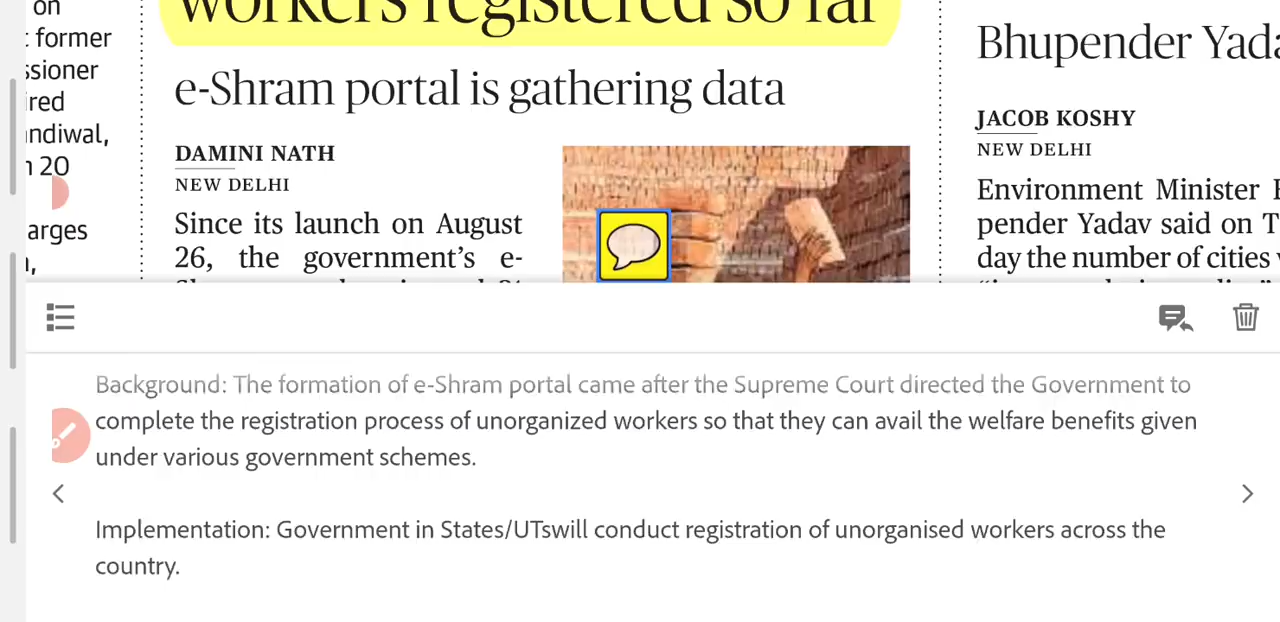 on
former
ssioner
ired
ndiwal,
20
arges
workers registered so far
e-Shram portal is gathering data
DAMINI NATH
NEW DELHI
Since its launch on August
26, the government's e-
Bhupender Yada
JACOB KOSHY
NEW DELHI
Environment Minister
pender Yadav said on T
day the number of cities
Background: The formation of e-Shram portal came after the Supreme Court directed the Government to
complete the registration process of unorganized workers so that they can avail the welfare benefits given
under various government schemes.
Implementation: Government in States/UTswill conduct registration of unorganised workers across the
country.